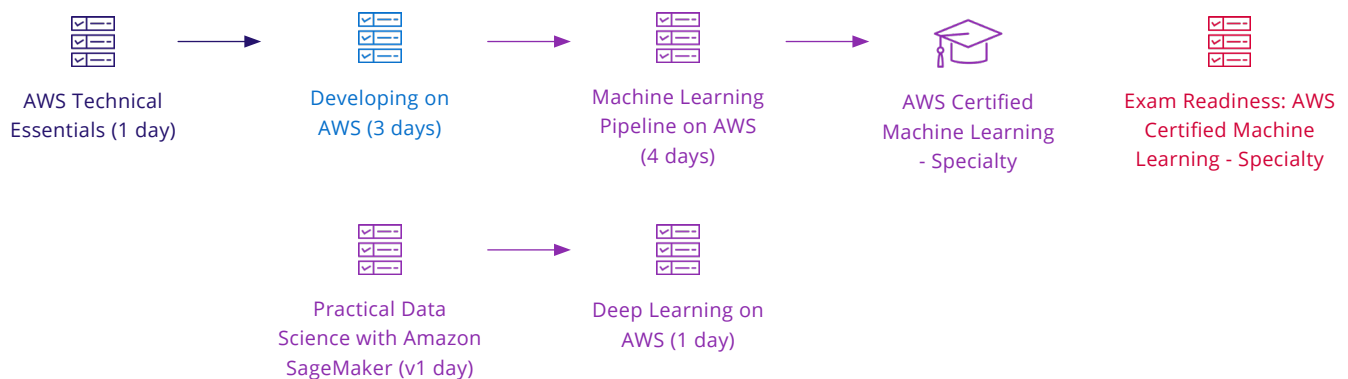 AWS Technical
Essentials (1 day)
Developing on
AWS (3 days)
Machine Learning
Pipeline on AWS
(4 days)
AWS Certified
Machine Learning
- Specialty
Exam Readiness: AWS
Certified Machine
Learning - Specialty
Practical Data
Science with Amazon
SageMaker (v1 day)
Deep Learning on
AWS (1 day)